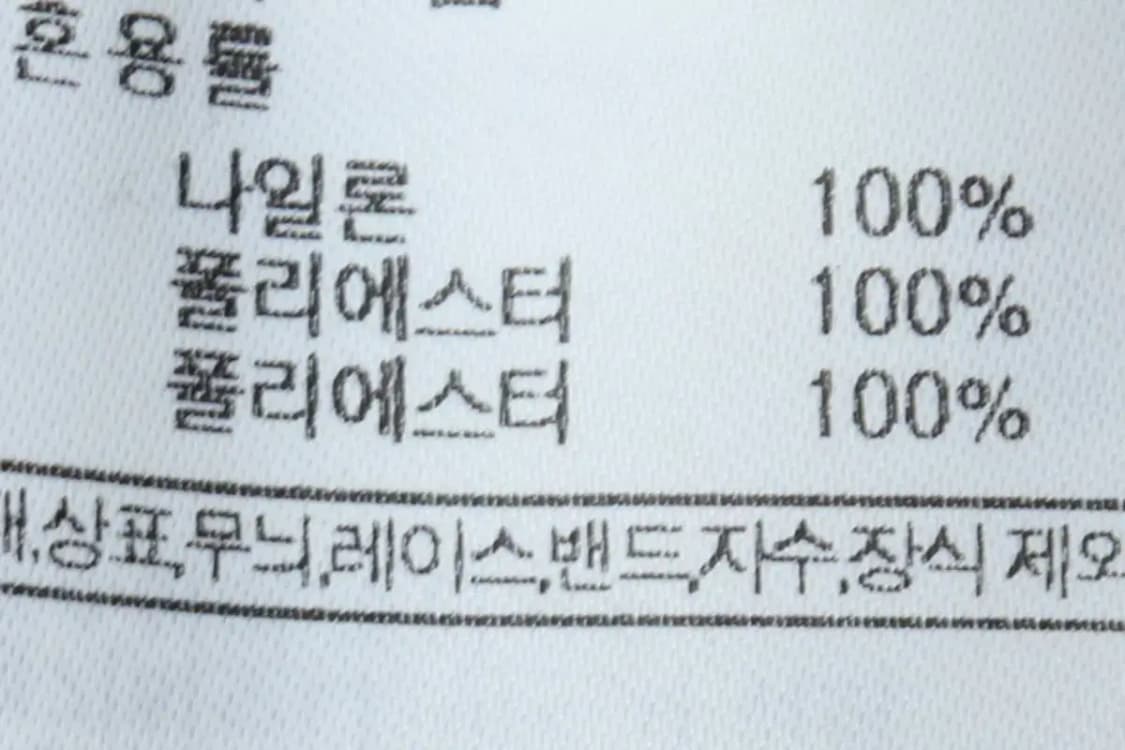 혼용률
나일론 100%
폴리에스터 100%
폴리에스터 100%
상표,무늬,레이스,밴드,자수,장식 제외